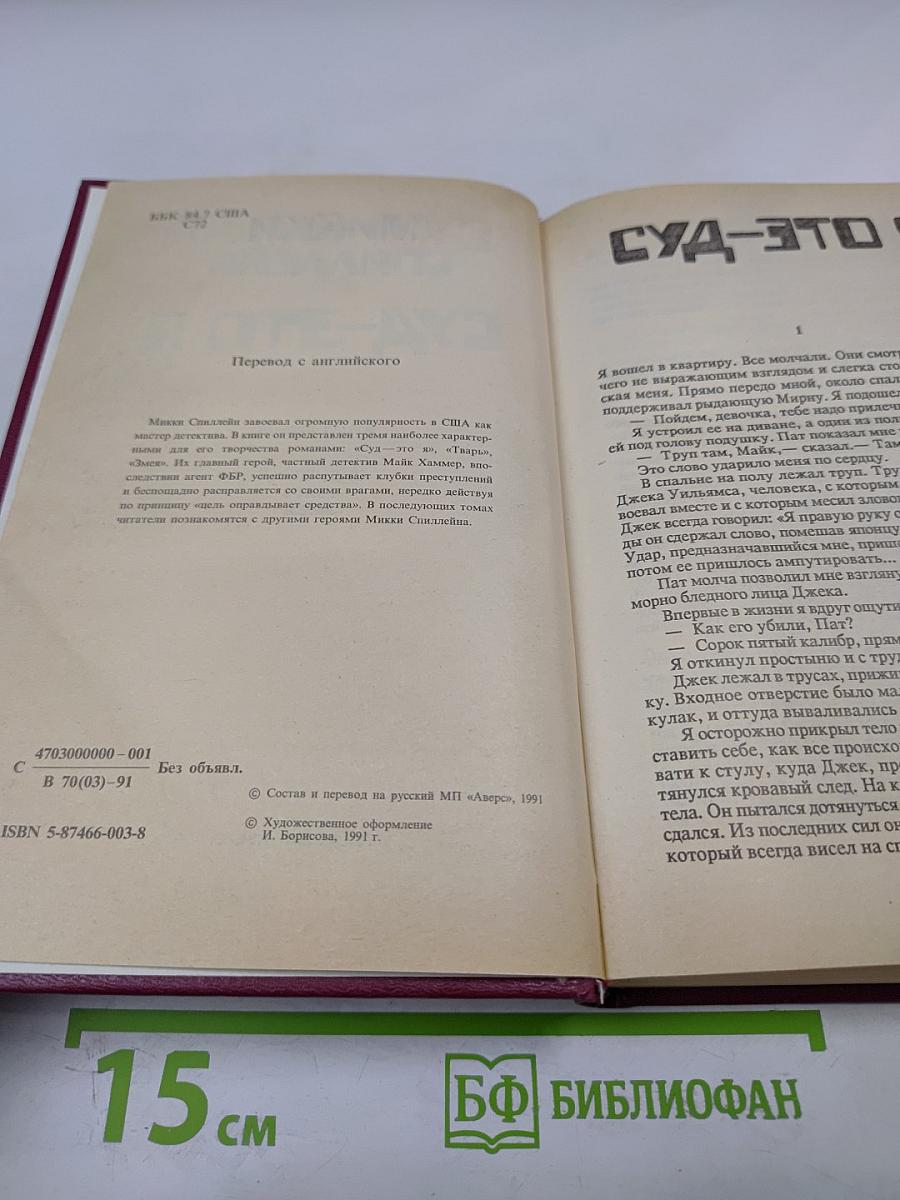 ББК 84.7 США
С72
Перевод с английского
Микки Спиллейн завоевал огромную популярность в США как
мастер детектива. В книге он представлен тремя наиболее характер-
ными для его творчества романами: «Суд—это я», «Тварь»,
«Змея». Их главный герой, частный детектив Майк Хаммер, впо-
следствии агент ФБР, успешно распутывает клубки преступлений
и беспощадно расправляется со своими врагами, нередко действуя
по принципу «цель оправдывает средства». В последующих томах
читатели познакомятся с другими героями Микки Спиллейна.
С 4703000000-001 Без объявл.
В 70(03)-91
ISBN 5-87466-003-8
© Состав и перевод на русский МП «Аверс», 1991
© Художественное оформление
И. Борисова, 1991 г.
СУД—ЭТО
1
Я вошел в квартиру. Все молчали. Они смот
чего не выражающим взглядом и слегка сто
ская меня. Прямо передо мной, около спал
поддерживал рыдающую Мирну. Я подошел
— Пойдем, девочка, тебе надо прилечь
Я устроил ее на диване, а один из пол
ей под голову подушку. Пат показал мне
— Труп там, Майк,— сказал.— Там
Это слово ударило меня по сердцу.
В спальне на полу лежал труп. Тру
Джека Уильямса, человека, с которым
воевал вместе и с которым месил злово
Джек всегда говорил: «Я правую руку о
ды он сдержал слово, помешав японцу
Удар, предназначавшийся мне, приш
потом ее пришлось ампутировать...
Пат молча позволил мне взгляну
морно бледного лица Джека.
Впервые в жизни я вдруг ощути
— Как его убили, Пат?
— Сорок пятый калибр, прям
Я откинул простыню и с труд
Джек лежал в трусах, прижи
ку. Входное отверстие было ма
кулак, и оттуда вываливались
Я осторожно прикрыл тело
ставить себе, как все происхо
вати к стулу, куда Джек, пр
тянулся кровавый след. На к
тела. Он пытался дотянуться
сдался. Из последних сил он
который всегда висел на сп
15 см
БФ БИБЛИОФАН